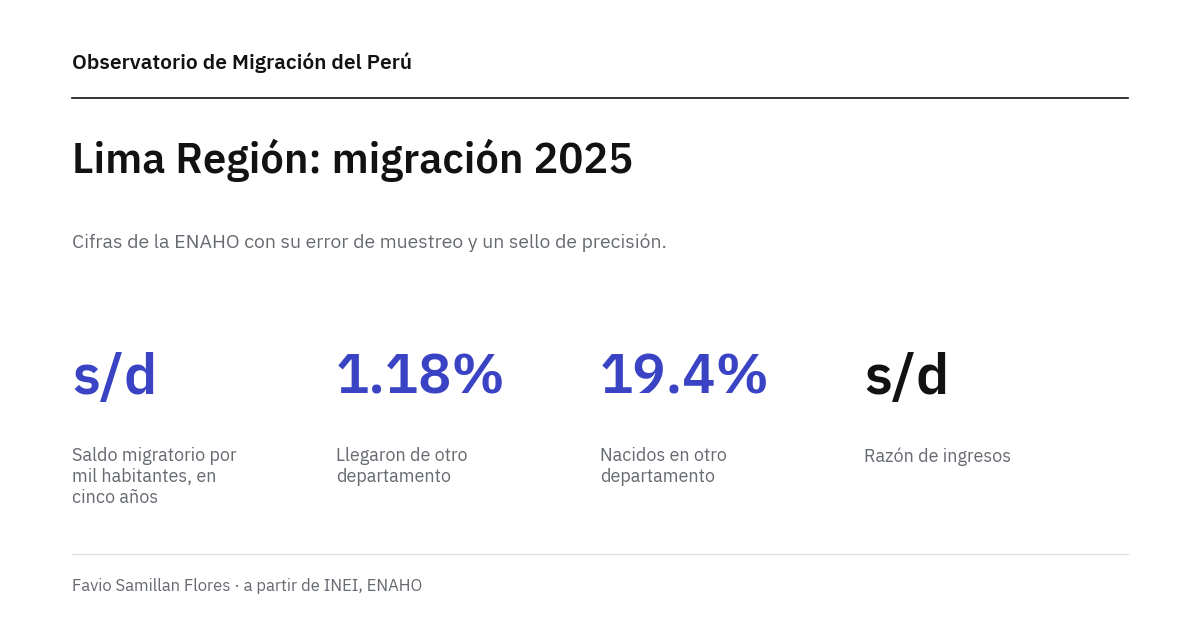 Observatorio de Migración del Perú
Lima Región: migración 2025
Cifras de la ENAHO con su error de muestreo y un sello de precisión.
s/d
Saldo migratorio por
mil habitantes, en
cinco años
1.18%
Llegaron de otro
departamento
19.4%
Nacidos en otro
departamento
s/d
Razón de ingresos
Favio Samillan Flores · a partir de INEI, ENAHO